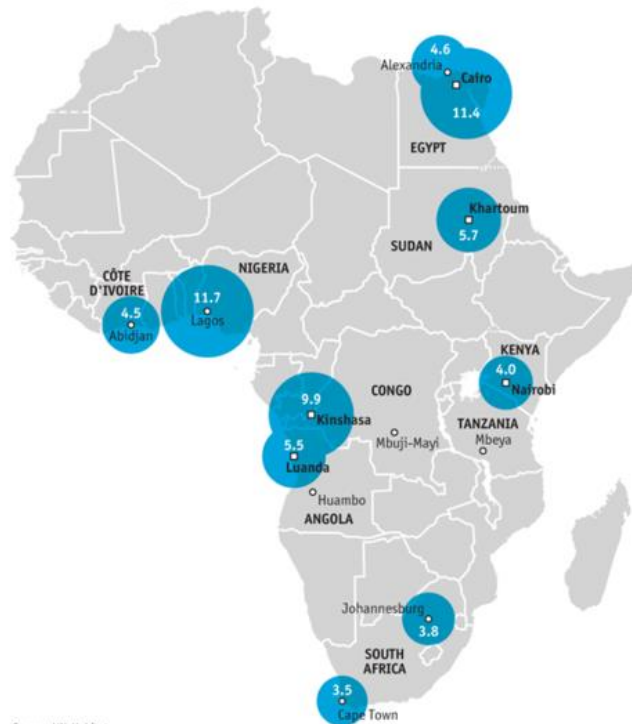 4.6
Alexandria
Cairo
11.4
EGYPT
Khartoum
5.7
SUDAN
CÔTE
D'IVOIRE
4.5
Abidjan
NIGERIA
11.7
Lagos
KENYA
4.0
Nairobi
CONGO
9.9
Kinshasa
TANZANIA
Mbeya
Mbuji-Mayi
5.5
Luanda
Huambo
ANGOLA
Johannesburg
3.8
SOUTH
AFRICA
3.5
Cape Town